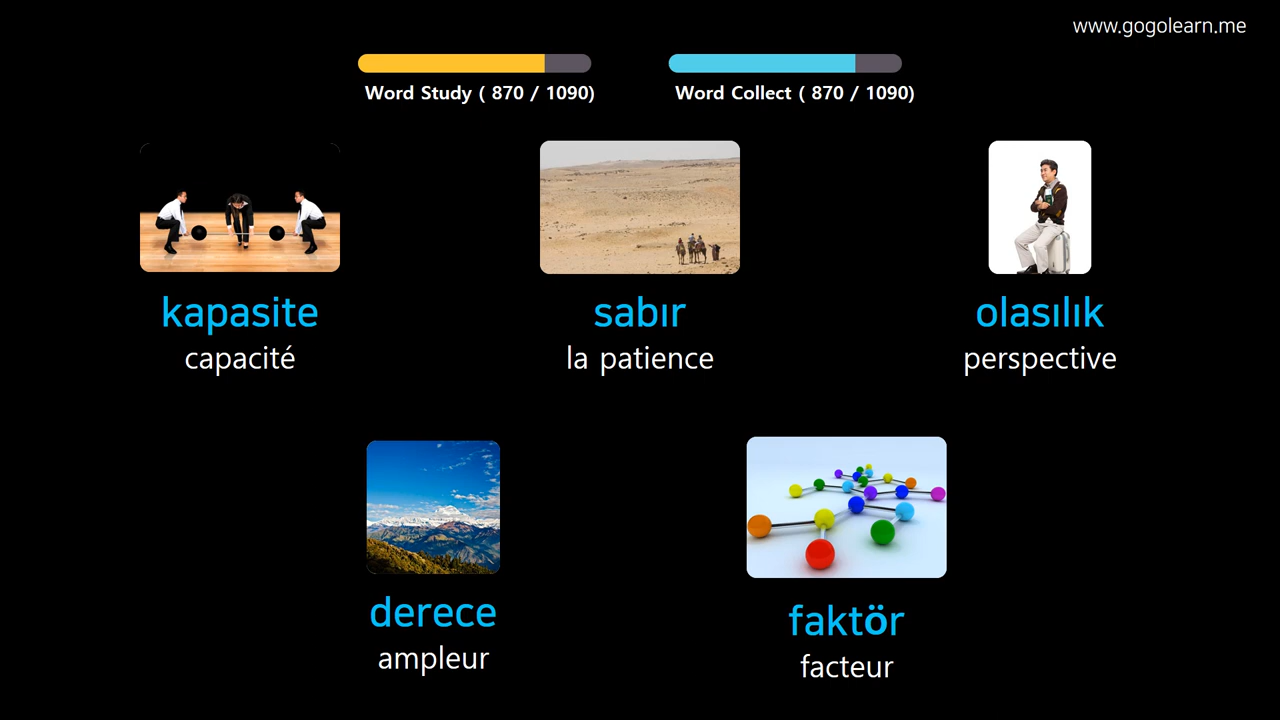 www.gogolearn.me
Word Study ( 870 / 1090)
Word Collect ( 870 / 1090)
kapasite
capacité
sabır
la patience
olasılık
perspective
derece
ampleur
faktör
facteur